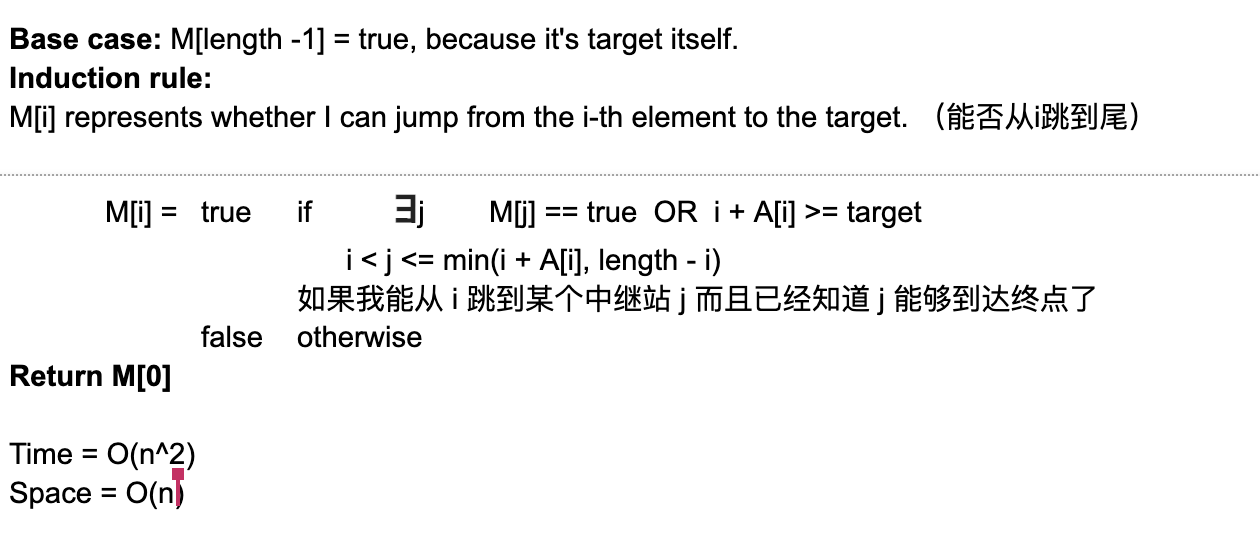 Base case: M[length -1] = true, because it's target itself.
Induction rule:
M[i] represents whether I can jump from the i-th element to the target. （能否从i跳到尾）
M[i] = true if ∃j M[j] == true OR i + A[i] >= target
i < j <= min(i + A[i], length - i)
如果我能从 i 跳到某个中继站 j 而且已经知道 j 能够到达终点了
false otherwise
Return M[0]
Time = O(n^2)
Space = O(n)